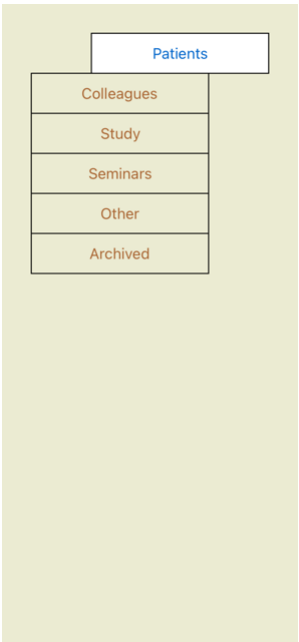 Patients
Colleagues
Study
Seminars
Other
Archived